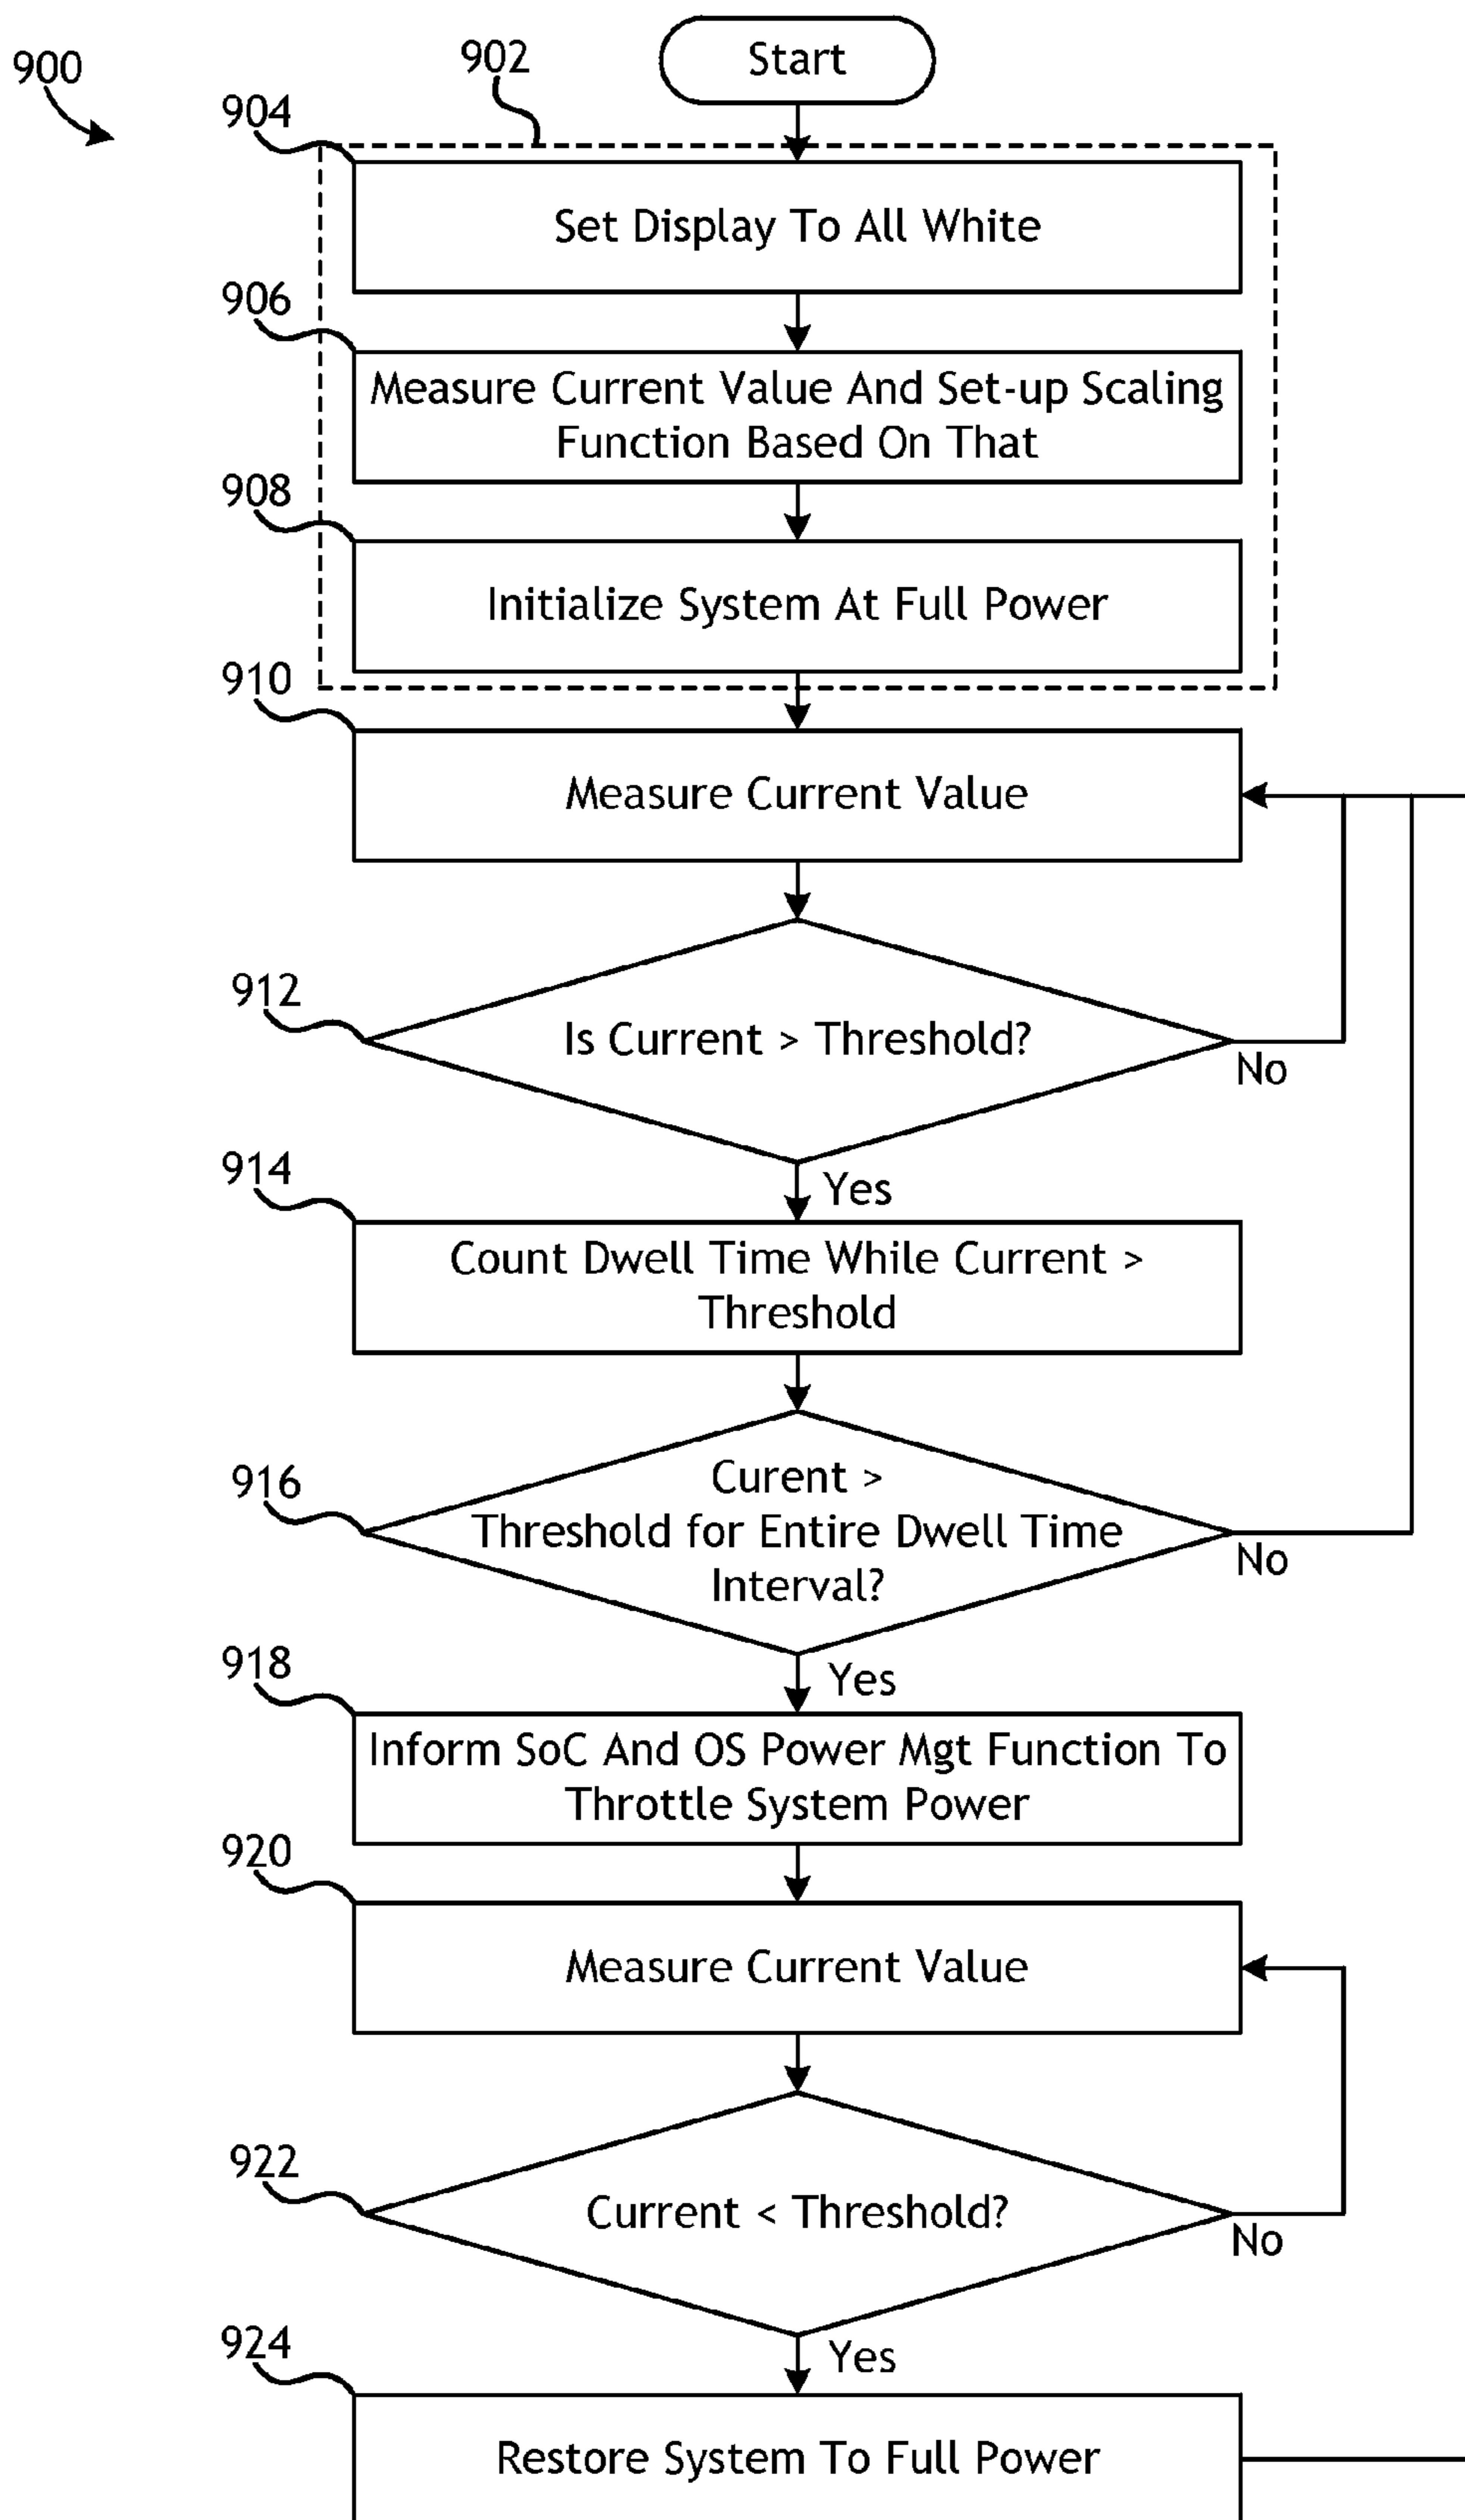 900
902
Start
904
Set Display To All White
906
Measure Current Value And Set-up Scaling
Function Based On That
908
Initialize System At Full Power
910
Measure Current Value
912
Is Current > Threshold?
No
Yes
914
Count Dwell Time While Current >
Threshold
916
Curent >
Threshold for Entire Dwell Time
Interval?
No
Yes
918
Inform SoC And OS Power Mgt Function To
Throttle System Power
920
Measure Current Value
922
Current < Threshold?
No
Yes
924
Restore System To Full Power